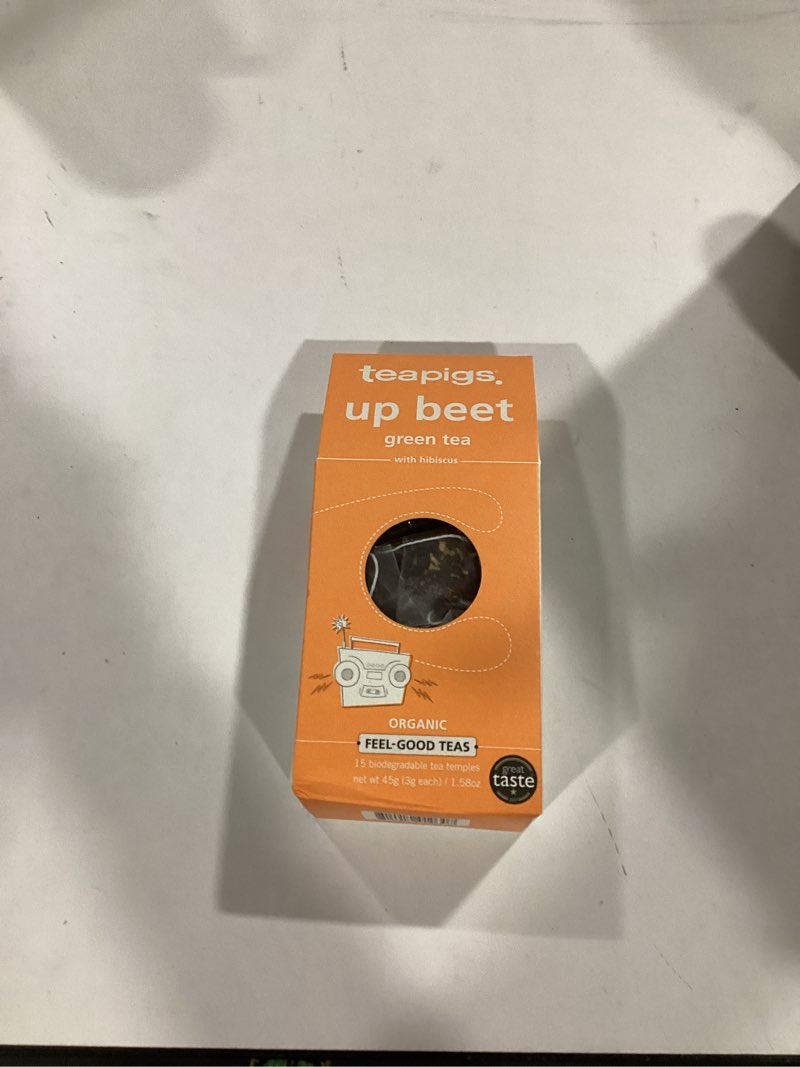 teapigs.
up beet
green tea
with hibiscus
ORGANIC
FEEL-GOOD TEAS
15 biodegradable tea temples
net wt 45g (3g each) / 1.58oz
great
taste